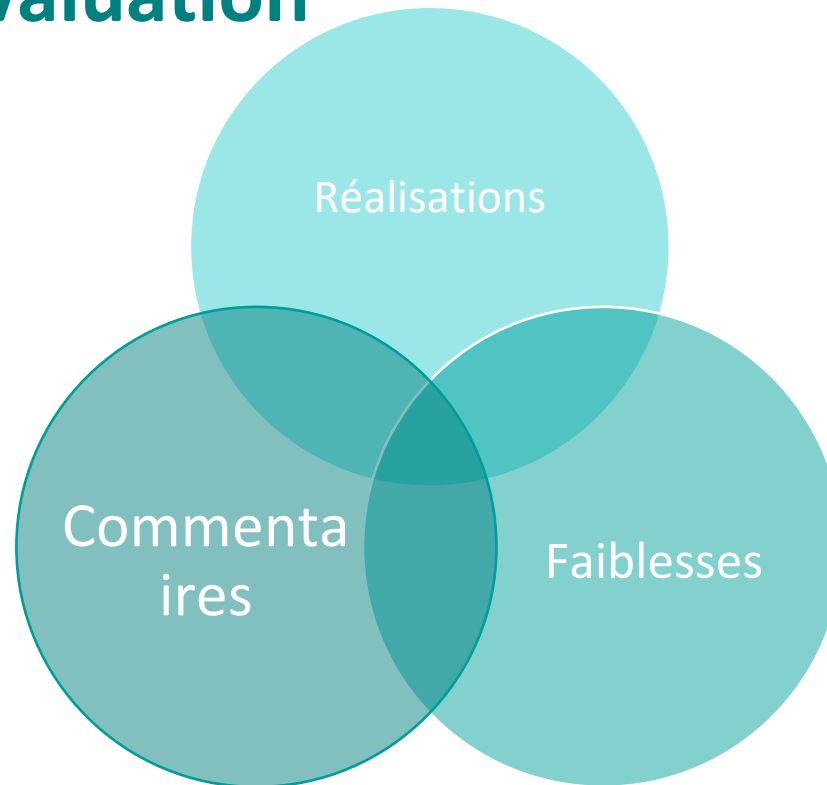 valuation
Réalisations
Commenta
ires
Faiblesses